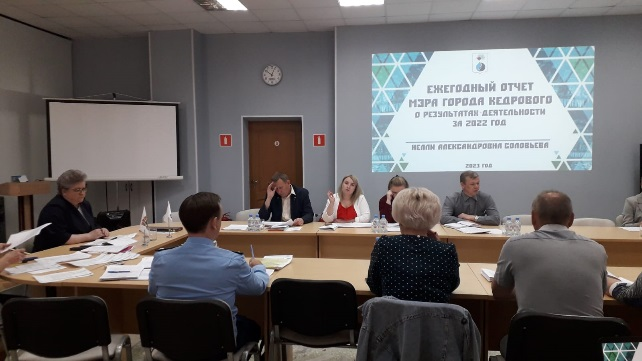 ЕЖЕГОДНЫЙ ОТЧЕТ
МЭРА ГОРОДА КЕДРОВОГО
О РЕЗУЛЬТАТАХ ДЕЯТЕЛЬНОСТИ
ЗА 2022 ГОД
НЕЛЛИ АЛЕКСАНДРОВНА СОЛОВЬЕВА
2023 ГОД